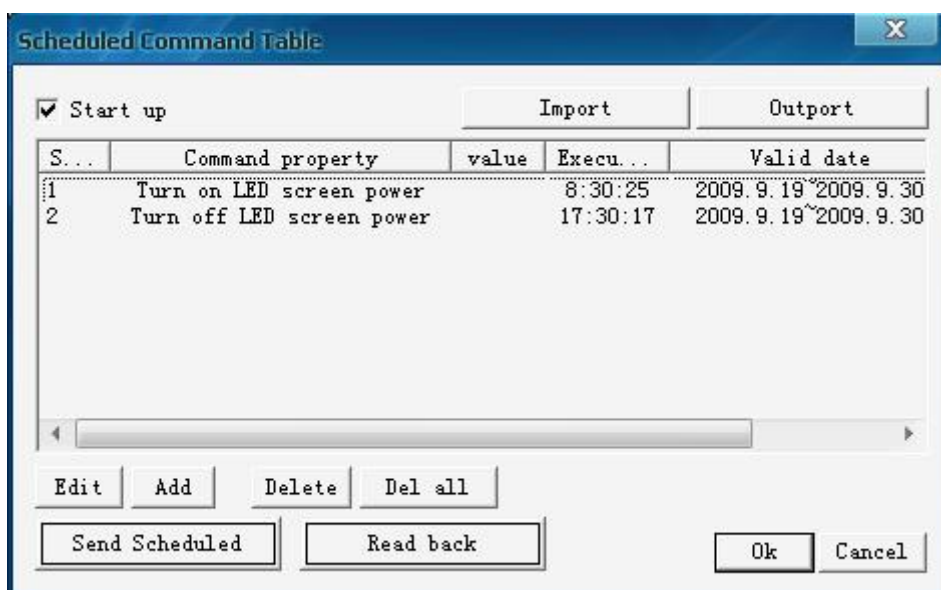 Scheduled Command Table
Start up
Import
Outport
S... Command property value Execu... Valid date
1 Turn on LED screen power 8:30:25 2009.9.19~2009.9.30
2 Turn off LED screen power 17:30:17 2009.9.19~2009.9.30
Edit Add Delete Del all
Send Scheduled Read back Ok Cancel